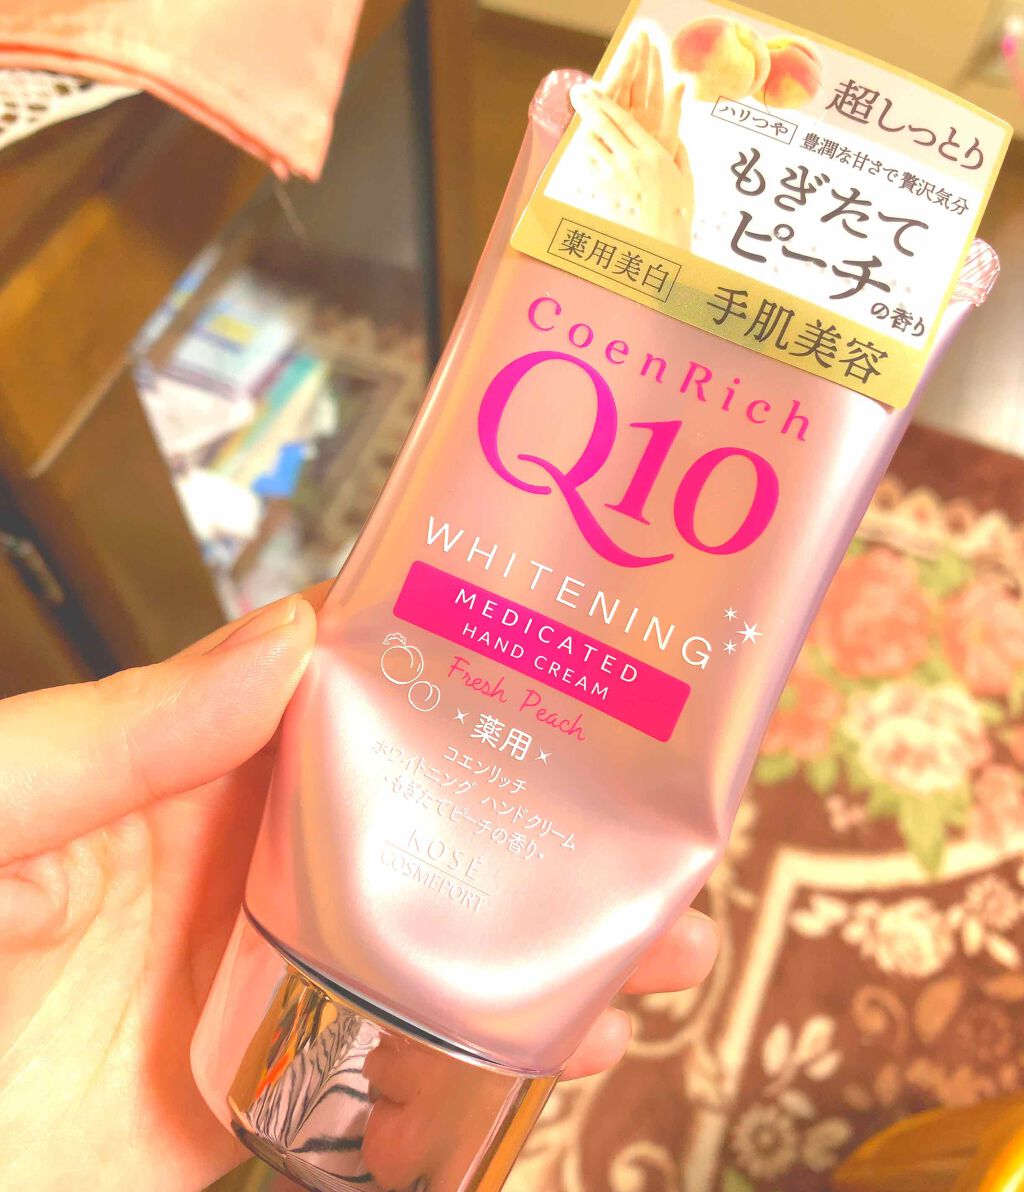 超しっとり
ハリつや
豊潤な甘さで贅沢気分
もぎたて
ピーチの香り
薬用美白
手肌美容
CoenRich
Q10
WHITENING
MEDICATED
HAND CREAM
Fresh Peach
薬用
コエンリッチ
ホワイトニング ハンドクリーム
・もぎたてピーチの香り・
KOSÉ
COSMEPORT